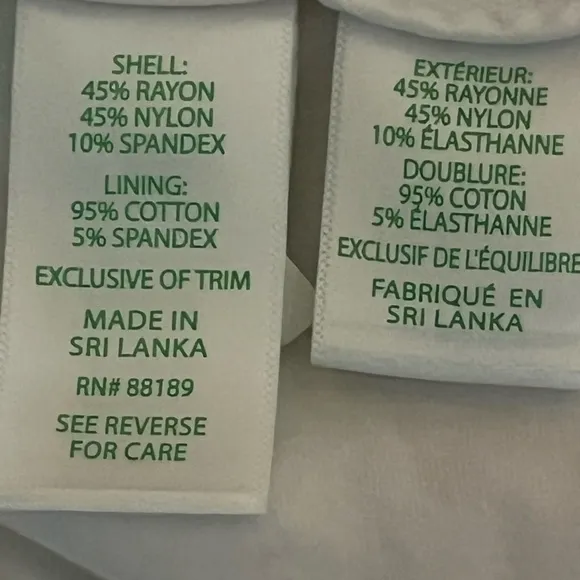 SHELL:
45% RAYON
45% NYLON
10% SPANDEX
LINING:
95% COTTON
5% SPANDEX
EXCLUSIVE OF TRIM
MADE IN
SRI LANKA
RN# 88189
SEE REVERSE
FOR CARE
EXTÉRIEUR:
45% RAYONNE
45% NYLON
10% ÉLASTHANNE
DOUBLURE:
95% COTON
5% ÉLASTHANNE
EXCLUSIF DE L'ÉQUILIBRE
FABRIQUÉ EN
SRI LANKA